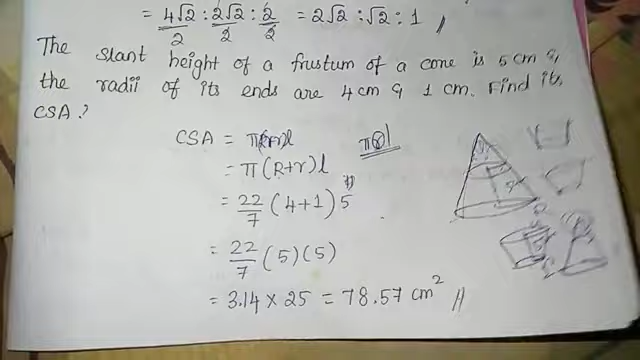 = 4√2/2 : 2√2/2 : 2/2 = 2√2 : √2 : 1 //
The slant height of a frustum of a cone is 5 cm &
the radii of its ends are 4 cm & 1 cm. Find its
CSA?
CSA =
= π(R+r)l
= 22/7 (4+1) 5
= 22/7 (5)(5)
= 3.14 × 25 = 78.57 cm² //